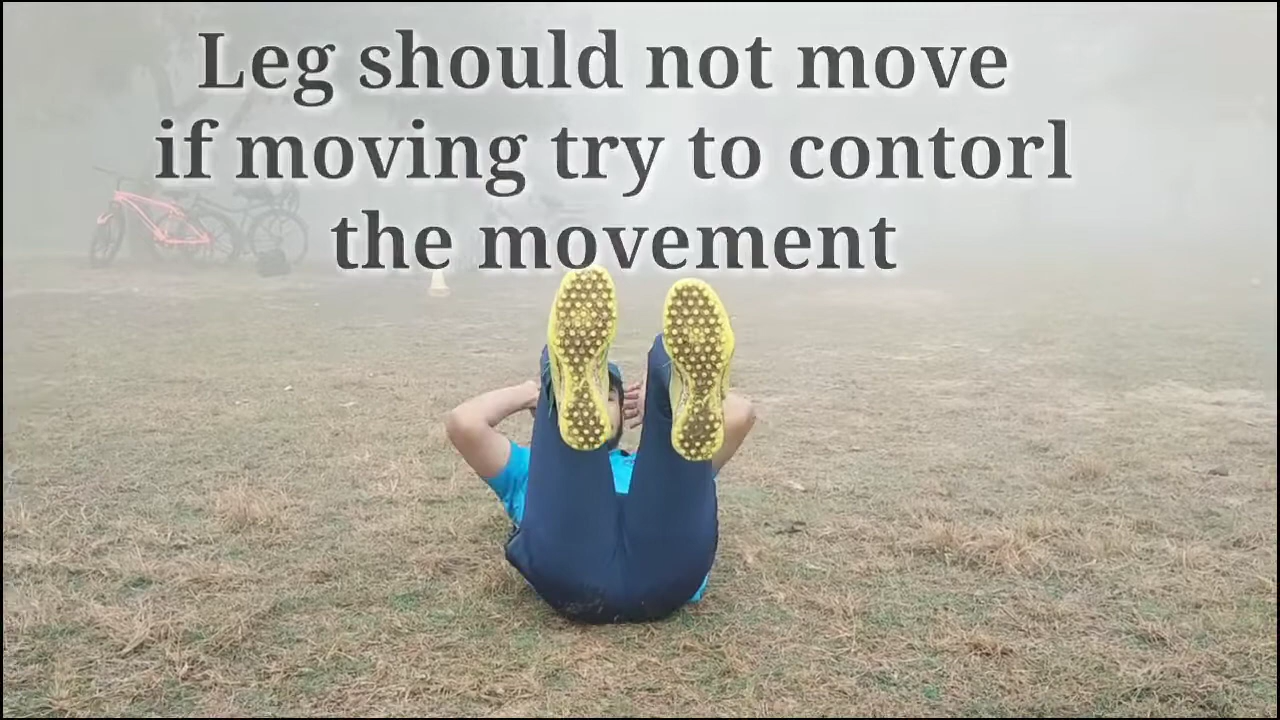 Leg should not move
if moving try to contorl
the movement